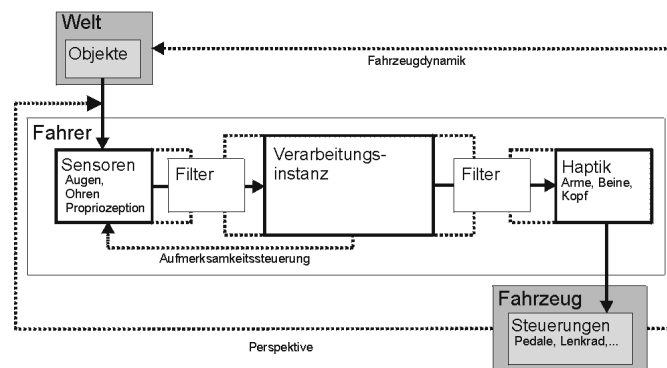 Welt
Objekte
Fahrzeugdynamik
Fahrer
Sensoren
Augen,
Ohren
Propriozeption
Filter
Verarbeitungs-
instanz
Filter
Haptik
Arme, Beine,
Kopf
Aufmerksamkeitssteuerung
Fahrzeug
Steuerungen
Pedale, Lenkrad,...
Perspektive